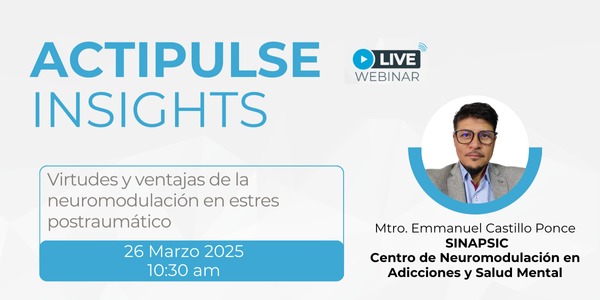 ACTIPULSE
INSIGHTS
LIVE
WEBINAR
Virtudes y ventajas de la
neuromodulación en estres
postraumático
26 Marzo 2025
10:30 am
Mtro. Emmanuel Castillo Ponce
SINAPSIC
Centro de Neuromodulación en
Adicciones y Salud Mental